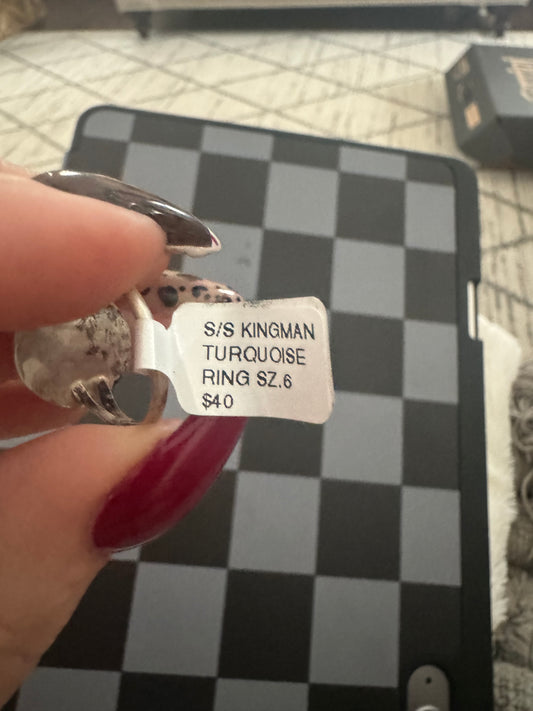 S/S KINGMAN
TURQUOISE
RING SZ.6
$40